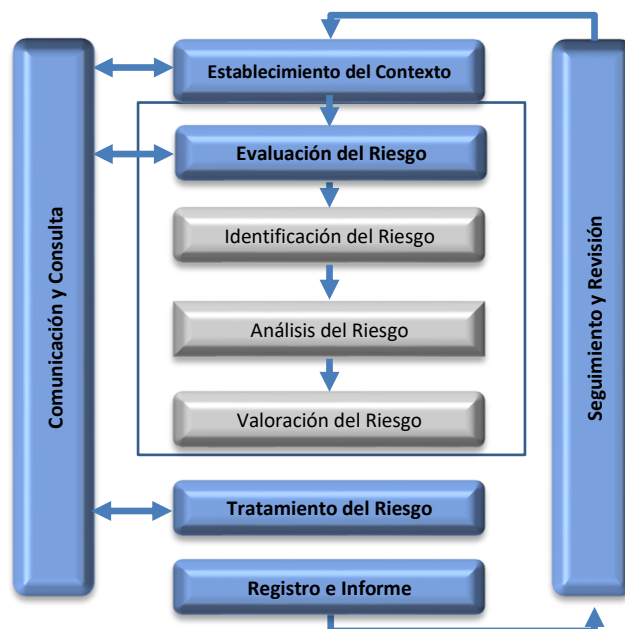 Comunicación y Consulta
Establecimiento del Contexto
Evaluación del Riesgo
Identificación del Riesgo
Análisis del Riesgo
Valoración del Riesgo
Tratamiento del Riesgo
Registro e Informe
Seguimiento y Revisión